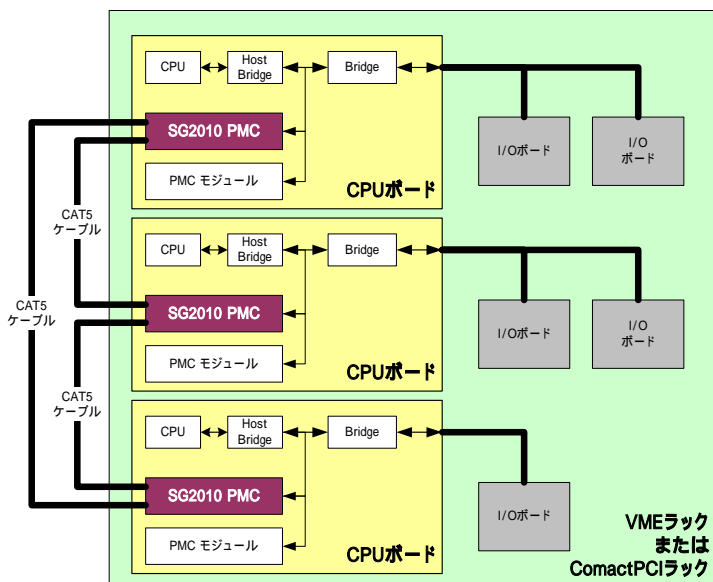 CPU
Host
Bridge
Bridge
SG2010 PMC
PMC モジュール
CPUボード
I/Oボード
I/O
ボード
CAT5
ケーブル
CPU
Host
Bridge
Bridge
SG2010 PMC
PMC モジュール
CPUボード
I/Oボード
I/O
ボード
CAT5
ケーブル
CAT5
ケーブル
CPU
Host
Bridge
Bridge
SG2010 PMC
PMC モジュール
CPUボード
I/Oボード
VMEラック
または
ComactPCIラック